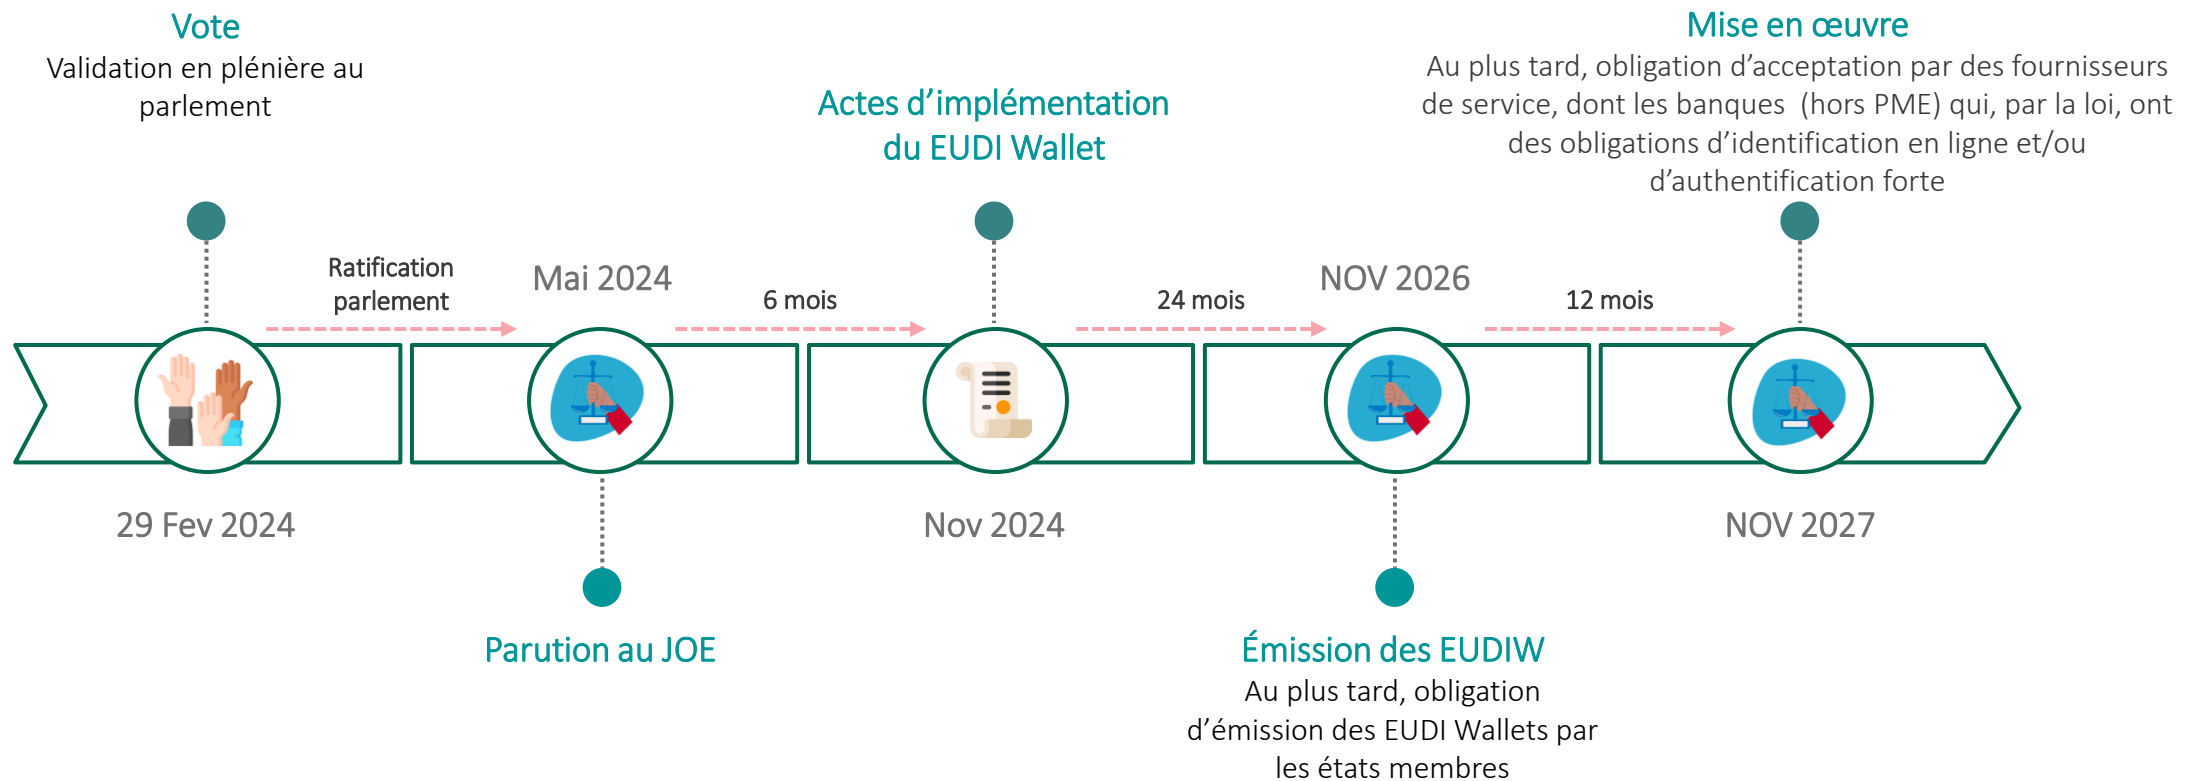 Vote
Validation en plénière au
parlement
Actes d’implémentation
du EUDI Wallet
Mise en œuvre
Au plus tard, obligation d’acceptation par des fournisseurs
de service, dont les banques  (hors PME) qui, par la loi, ont
des obligations d’identification en ligne et/ou
d’authentification forte
Ratification
parlement
Mai 2024
6 mois
24 mois
NOV 2026
12 mois
29 Fev 2024
Nov 2024
NOV 2027
Parution au JOE
Émission des EUDIW
Au plus tard, obligation
d’émission des EUDI Wallets par
les états membres